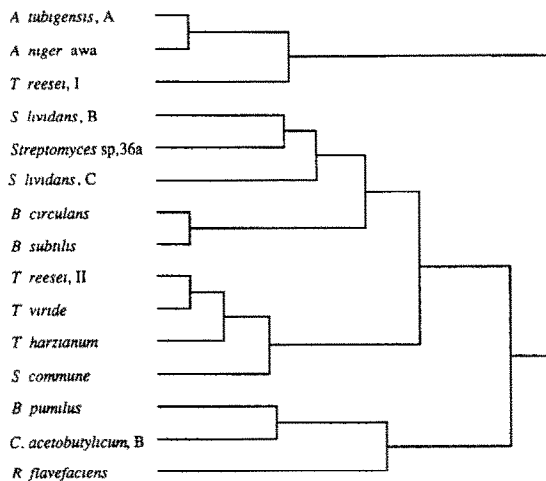 A tubigensis, A
A niger awa
T reesei, I
S lividans, B
Streptomyces sp,36a
S lividans, C
B circulans
B subtilis
T reesei, II
T viride
T harzianum
S commune
B pumilus
C. acetobutylicum, B
R flavefaciens